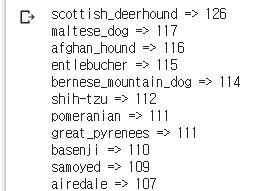 scottish_deerhound => 126
maltese_dog => 117
afghan_hound => 116
entlebucher => 115
bernese_mountain_dog => 114
shih-tzu => 112
pomeranian => 111
great_pyrenees => 111
basenji => 110
samoyed => 109
airedale => 107